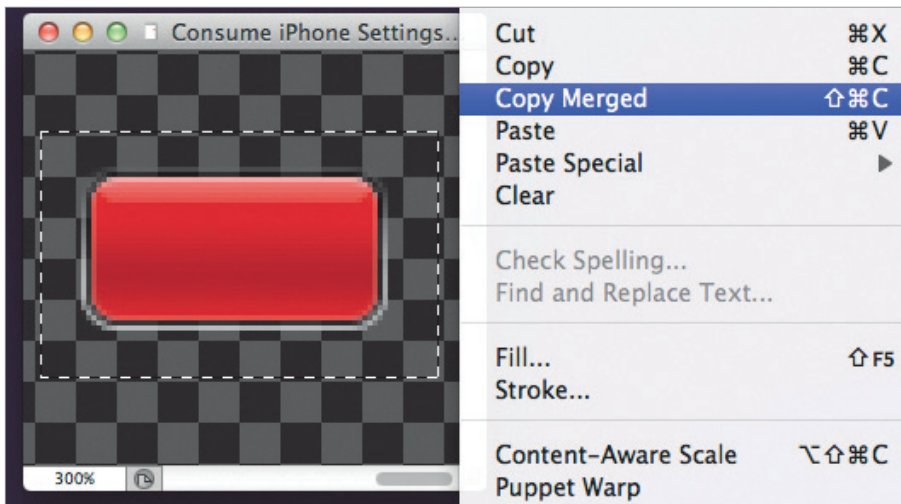 Consume iPhone Settings...
300%
Cut ⌘X
Copy ⌘C
Copy Merged ⇧⌘C
Paste ⌘V
Paste Special ▶
Clear
Check Spelling...
Find and Replace Text...
Fill... ⇧F5
Stroke...
Content-Aware Scale ⌥⇧⌘C
Puppet Warp